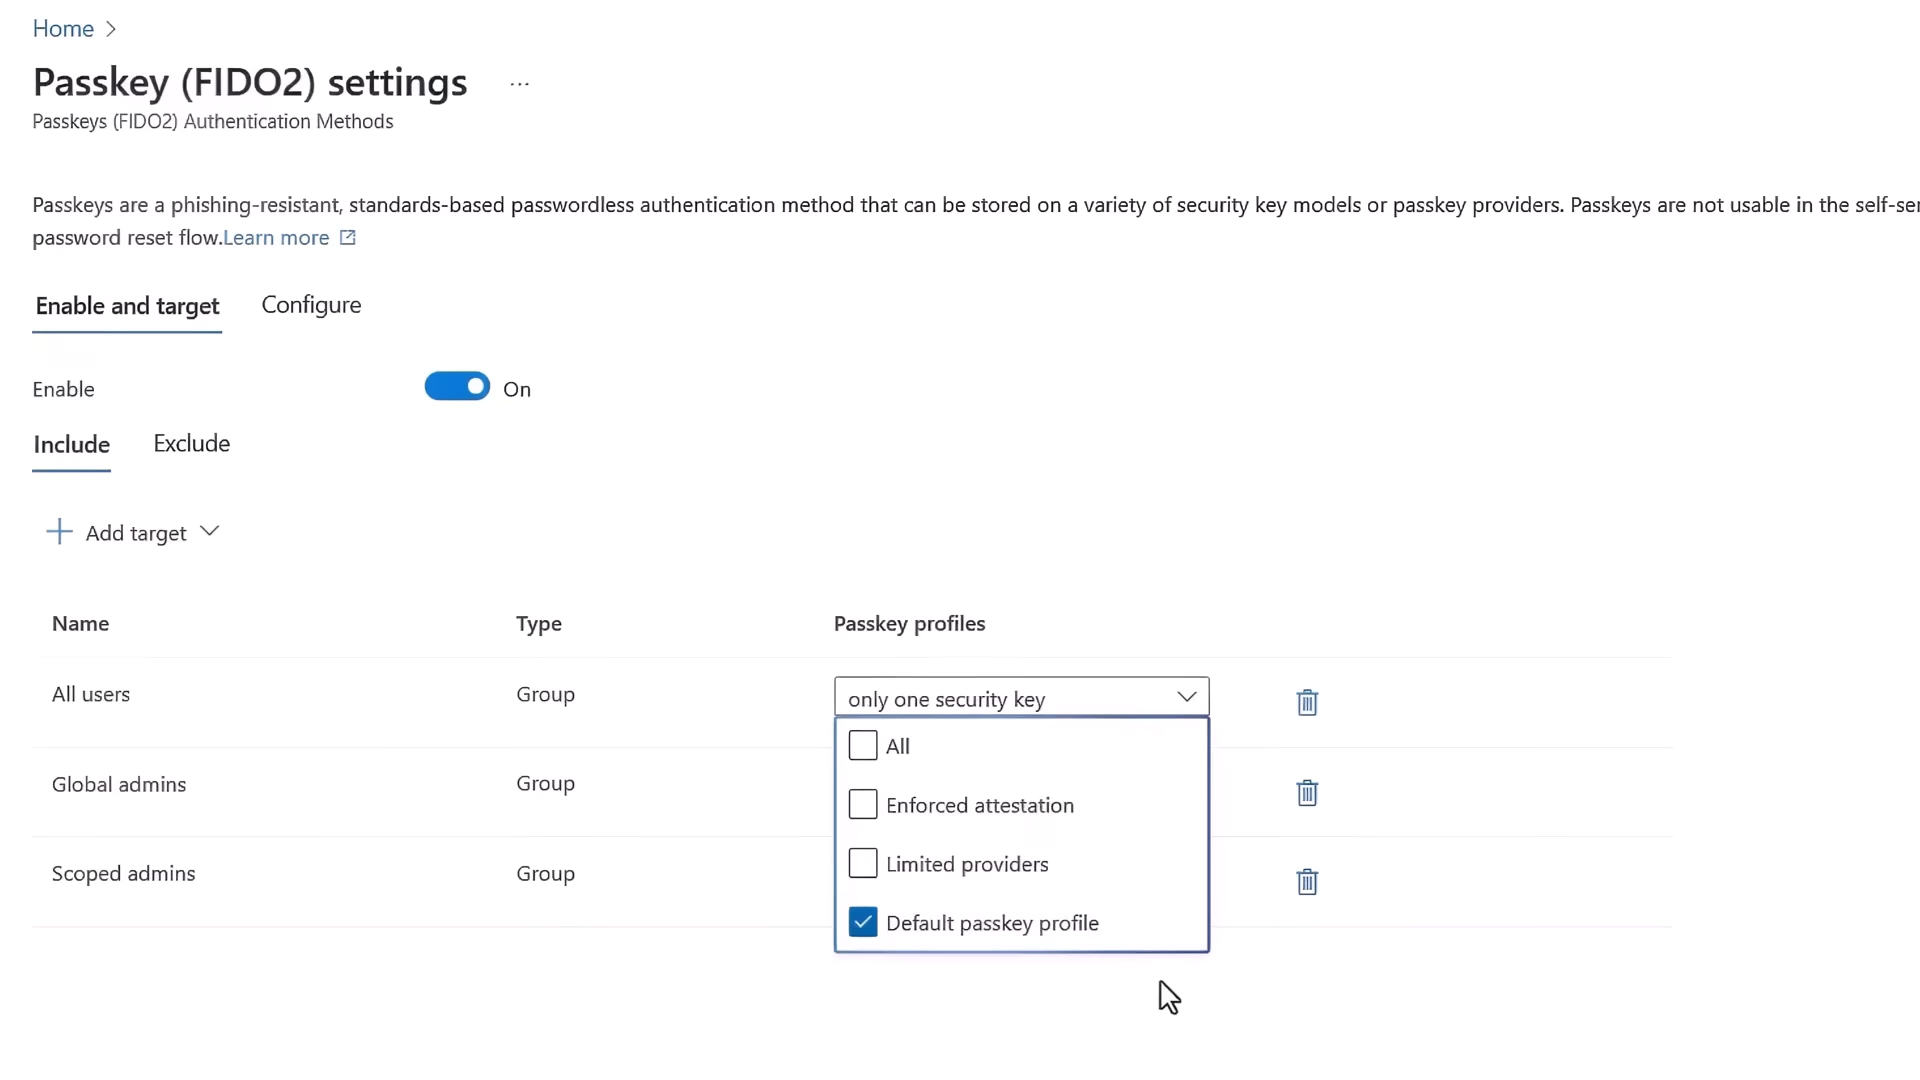 Home
Passkey (FIDO2) settings ...
Passkeys (FIDO2) Authentication Methods
Passkeys are a phishing-resistant, standards-based passwordless authentication method that can be stored on a variety of security key models or passkey providers. Passkeys are not usable in the self-ser
password reset flow.Learn more
Enable and target Configure
Enable On
Include Exclude
Add target
Name Type Passkey profiles
All users Group only one security key
All
Global admins Group
Enforced attestation
Limited providers
Scoped admins Group
Default passkey profile